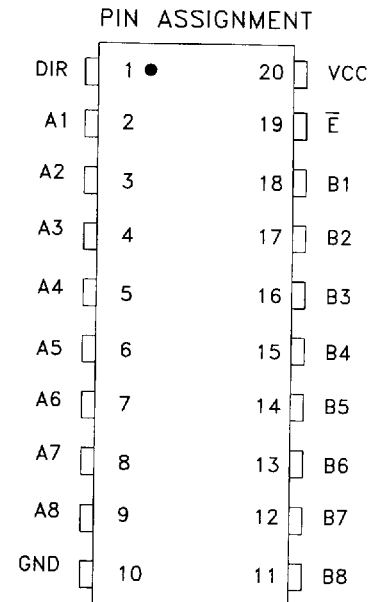 PIN ASSIGNMENT
DIR 1 20 VCC
A1 2 19 E̅
A2 3 18 B1
A3 4 17 B2
A4 5 16 B3
A5 6 15 B4
A6 7 14 B5
A7 8 13 B6
A8 9 12 B7
GND 10 11 B8